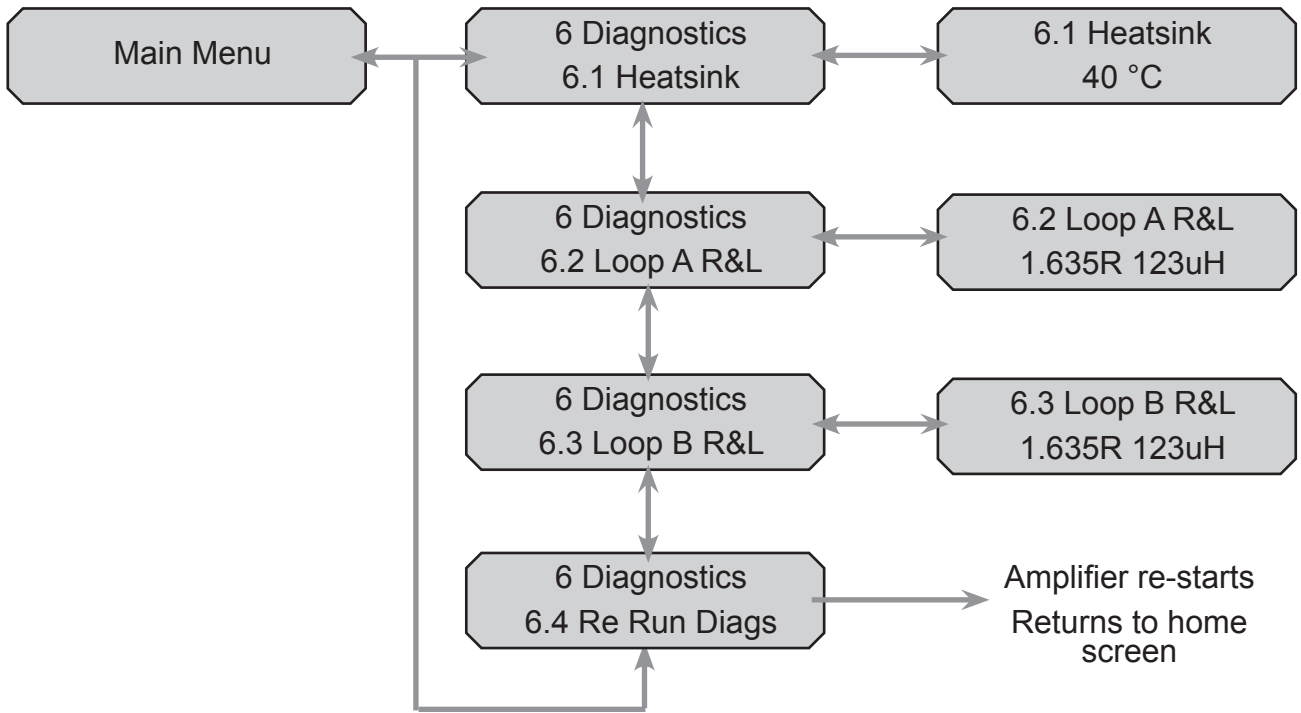 Main Menu
6 Diagnostics
6.1 Heatsink
6.1 Heatsink
40 °C
6 Diagnostics
6.2 Loop A R&L
6.2 Loop A R&L
1.635R 123uH
6 Diagnostics
6.3 Loop B R&L
6.3 Loop B R&L
1.635R 123uH
6 Diagnostics
6.4 Re Run Diags
Amplifier re-starts
Returns to home
screen